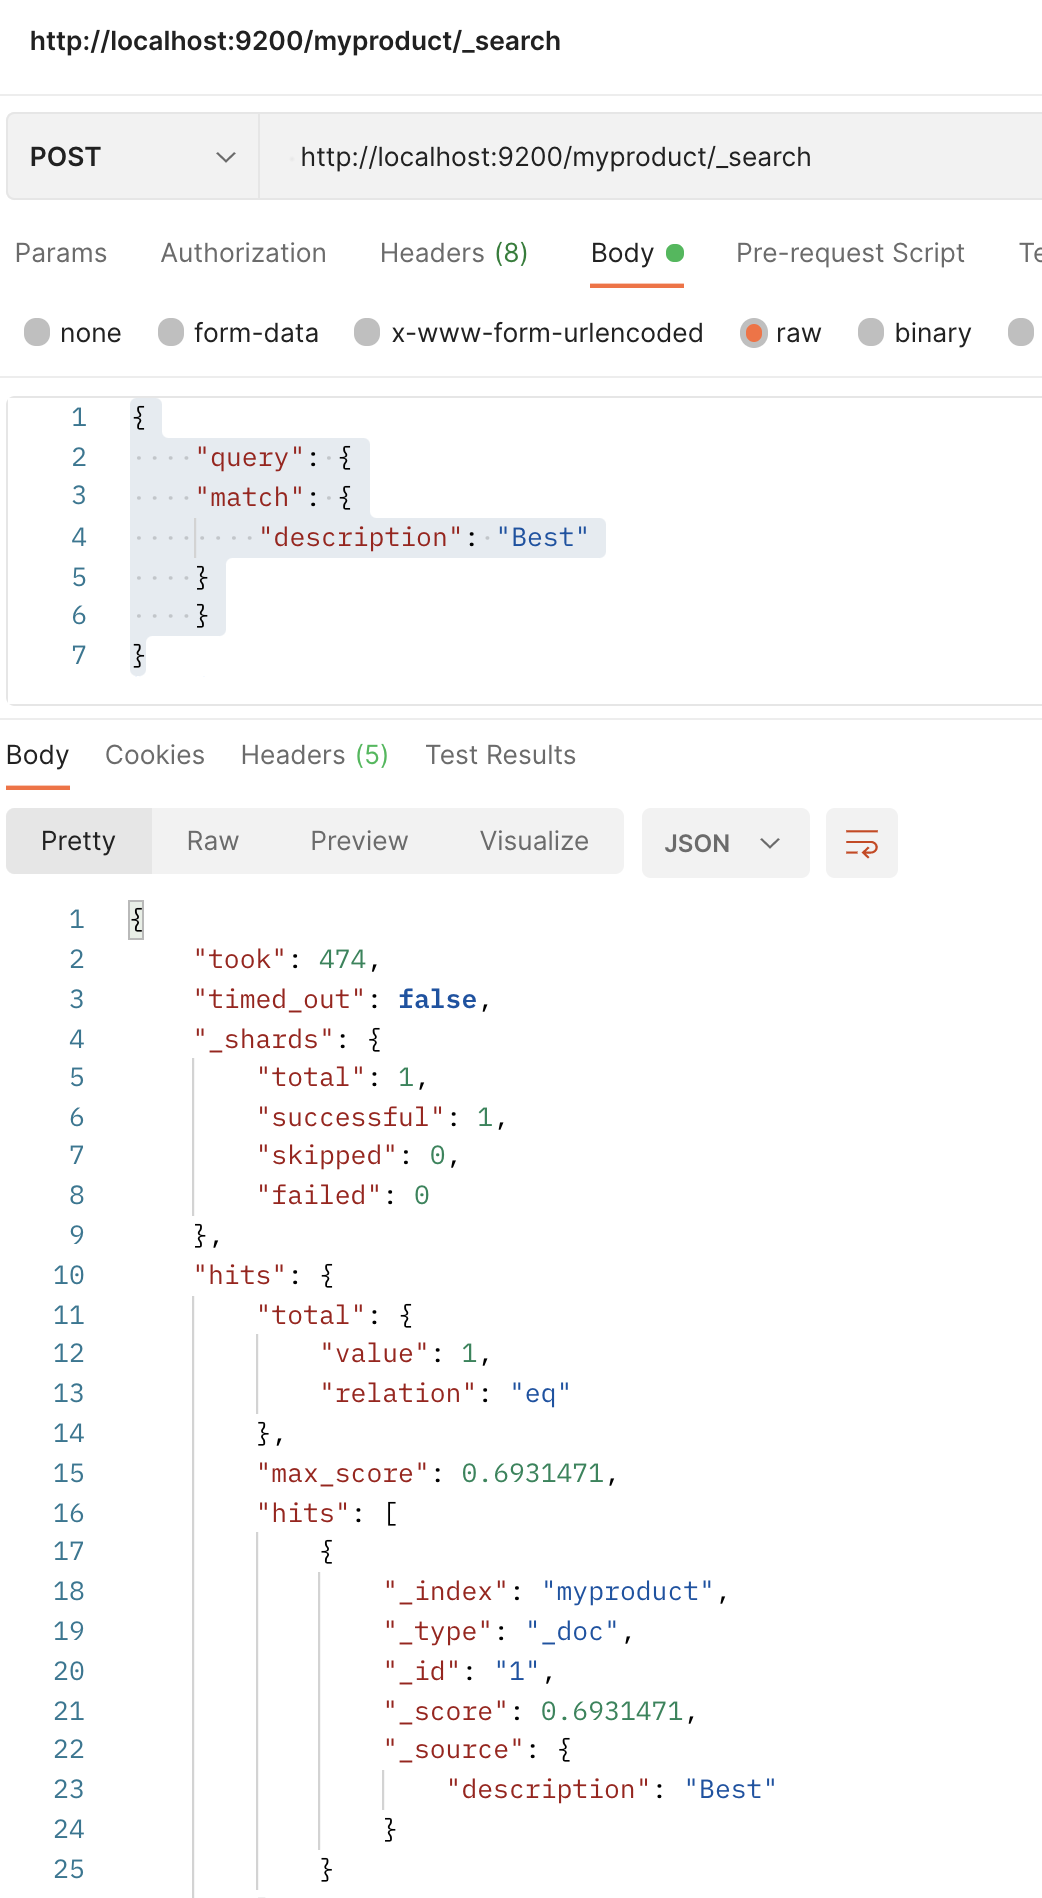 http://localhost:9200/myproduct/_search
POST http://localhost:9200/myproduct/_search
Params Authorization Headers (8) Body Pre-request Script Te
none form-data x-www-form-urlencoded raw binary
1 {
2 "query": {
3 "match": {
4 "description": "Best"
5 }
6 }
7 }
Body Cookies Headers (5) Test Results
Pretty Raw Preview Visualize JSON
1 {
2 "took": 474,
3 "timed_out": false,
4 "_shards": {
5 "total": 1,
6 "successful": 1,
7 "skipped": 0,
8 "failed": 0
9 },
10 "hits": {
11 "total": {
12 "value": 1,
13 "relation": "eq"
14 },
15 "max_score": 0.6931471,
16 "hits": [
17 {
18 "_index": "myproduct",
19 "_type": "_doc",
20 "_id": "1",
21 "_score": 0.6931471,
22 "_source": {
23 "description": "Best"
24 }
25 }